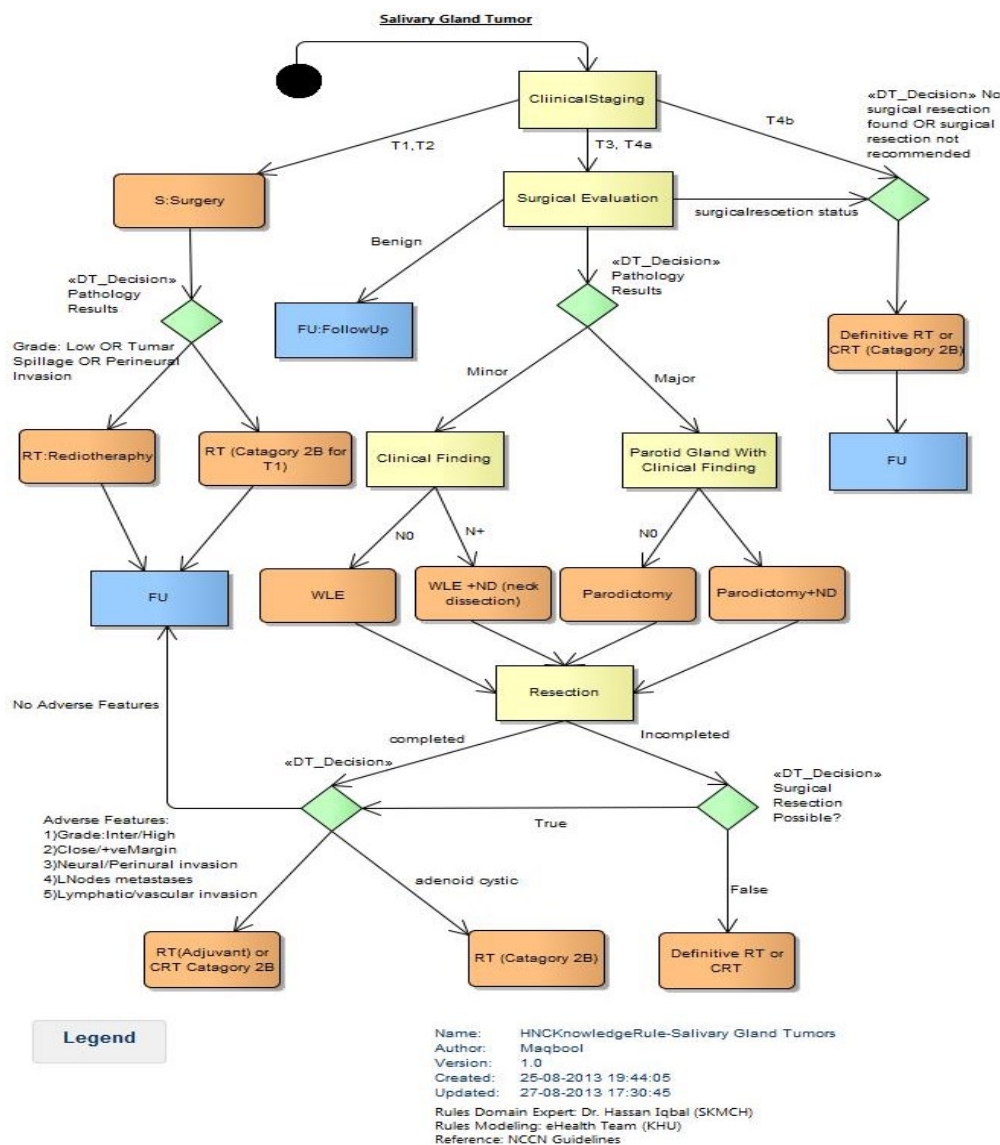 Salivary Gland Tumor
CliinicalStaging
«DT_Decision» No
surgical resection
found OR surgical
resection not
recommended
T1,T2
T3, T4a
T4b
S:Surgery
Surgical Evaluation
surgicalrescetion status
Benign
«DT_Decision»
Pathology
Results
«DT_Decision»
Pathology
Results
FU:FollowUp
Definitive RT or
CRT (Catagory 2B)
Grade: Low OR Tumar
Spillage OR Perineural
Invasion
Minor
Major
RT:Rediotheraphy
RT (Catagory 2B for
T1)
Clinical Finding
Parotid Gland With
Clinical Finding
FU
N0
N+
N0
FU
WLE
WLE +ND (neck
dissection)
Parodictomy
Parodictomy+ND
Resection
No Adverse Features
completed
Incompleted
«DT_Decision»
«DT_Decision»
Surgical
Resection
Possible?
True
Adverse Features:
1)Grade:Inter/High
2)Close/+veMargin
3)Neural/Perinural invasion
4)LNodes metastases
5)Lymphatic/vascular invasion
adenoid cystic
False
RT(Adjuvant) or
CRT Catagory 2B
RT (Catagory 2B)
Definitive RT or
CRT
Legend
Name: HNCKnowledgeRule-Salivary Gland Tumors
Author: Maqbool
Version: 1.0
Created: 25-08-2013 19:44:05
Updated: 27-08-2013 17:30:45
Rules Domain Expert: Dr. Hassan Iqbal (SKMCH)
Rules Modeling: eHealth Team (KHU)
Reference: NCCN Guidelines